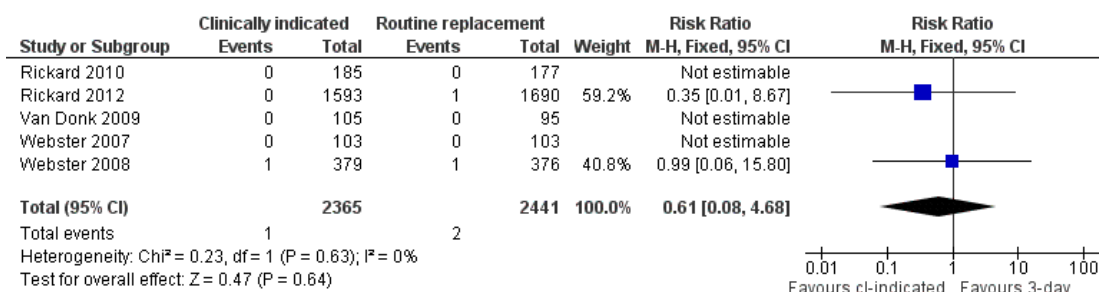 Clinically indicated Routine replacement Risk Ratio Risk Ratio
Study or Subgroup Events Total Events Total Weight M-H, Fixed, 95% CI M-H, Fixed, 95% CI
Rickard 2010 0 185 0 177 Not estimable
Rickard 2012 0 1593 1 1690 59.2% 0.35 [0.01, 8.67]
Van Donk 2009 0 105 0 95 Not estimable
Webster 2007 0 103 0 103 Not estimable
Webster 2008 1 379 1 376 40.8% 0.99 [0.06, 15.80]
Total (95% CI) 2365 2441 100.0% 0.61 [0.08, 4.68]
Total events 1 2
Heterogeneity: Chi² = 0.23, df = 1 (P = 0.63); I² = 0%
Test for overall effect: Z = 0.47 (P = 0.64)
0.01 0.1 1 10 100
Favours cl-indicated Favours 3-day